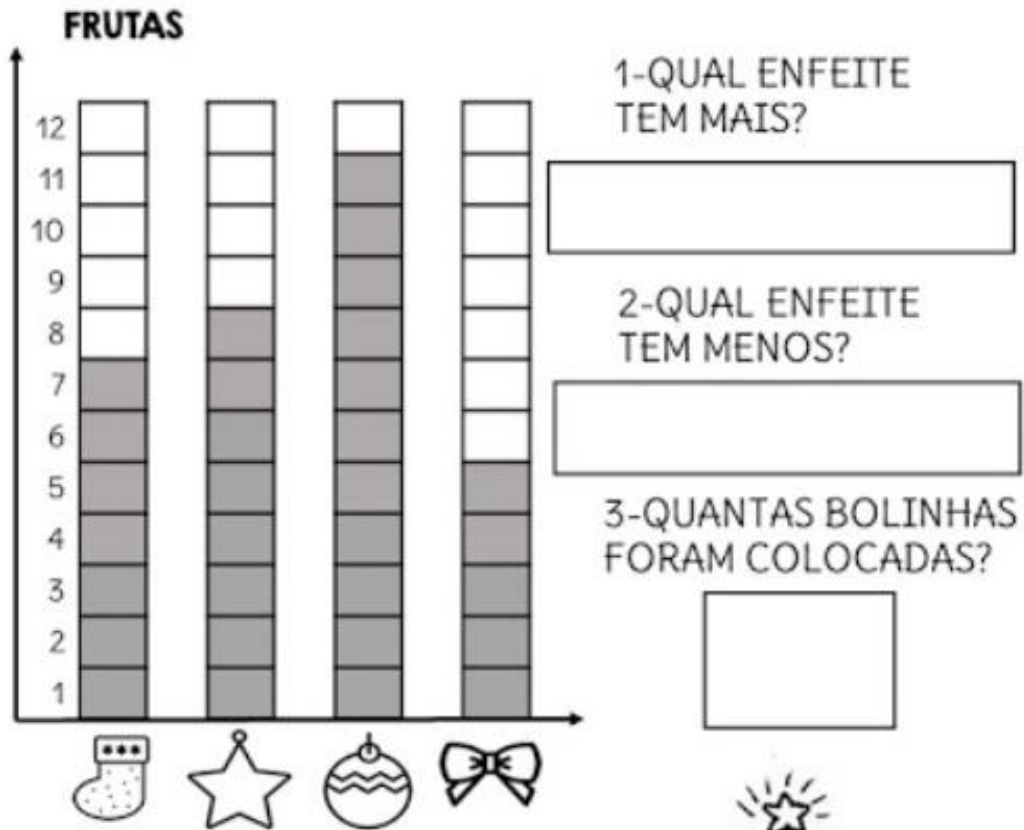 FRUTAS
12
11
10
9
8
7
6
5
4
3
2
1
1-QUAL ENFEITE
TEM MAIS?
2-QUAL ENFEITE
TEM MENOS?
3-QUANTAS BOLINHAS
FORAM COLOCADAS?